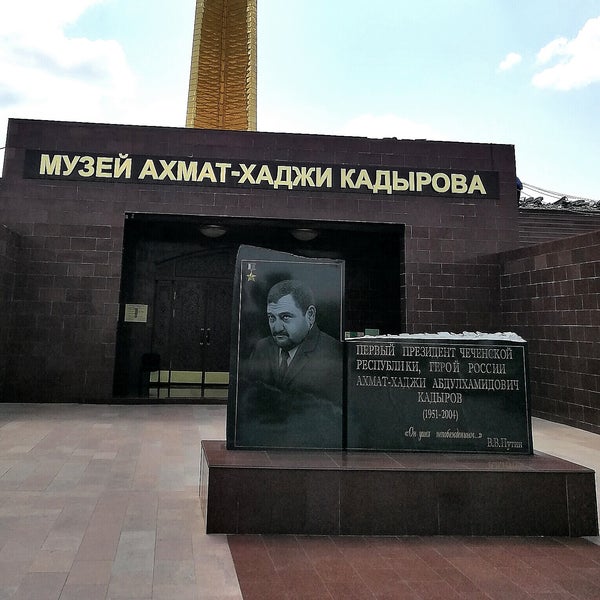 МУЗЕЙ АХМАТ-ХАДЖИ КАДЫРОВА
ПЕРВЫЙ ПРЕЗИДЕНТ ЧЕЧЕНСКОЙ
РЕСПУБЛИКИ, ГЕРОЙ РОССИИ
АХМАТ-ХАДЖИ АБДУЛХАМИДОВИЧ
КАДЫРОВ
(1951-2004)
«Он ушел непобежденным...»
В.В.Путин